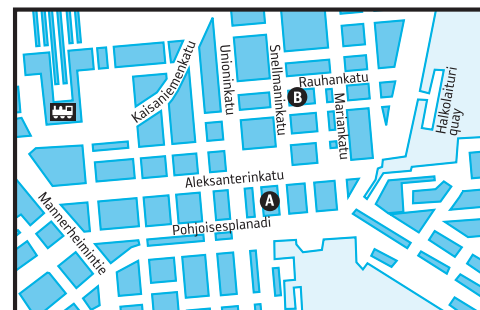 Kaisaniemenkatu
Unioninkatu
Snellmaninkatu
Rauhankatu
B
Mariankatu
Halkolaituri
quay
Aleksanterinkatu
A
Mannerheimintie
Pohjoisesplanadi